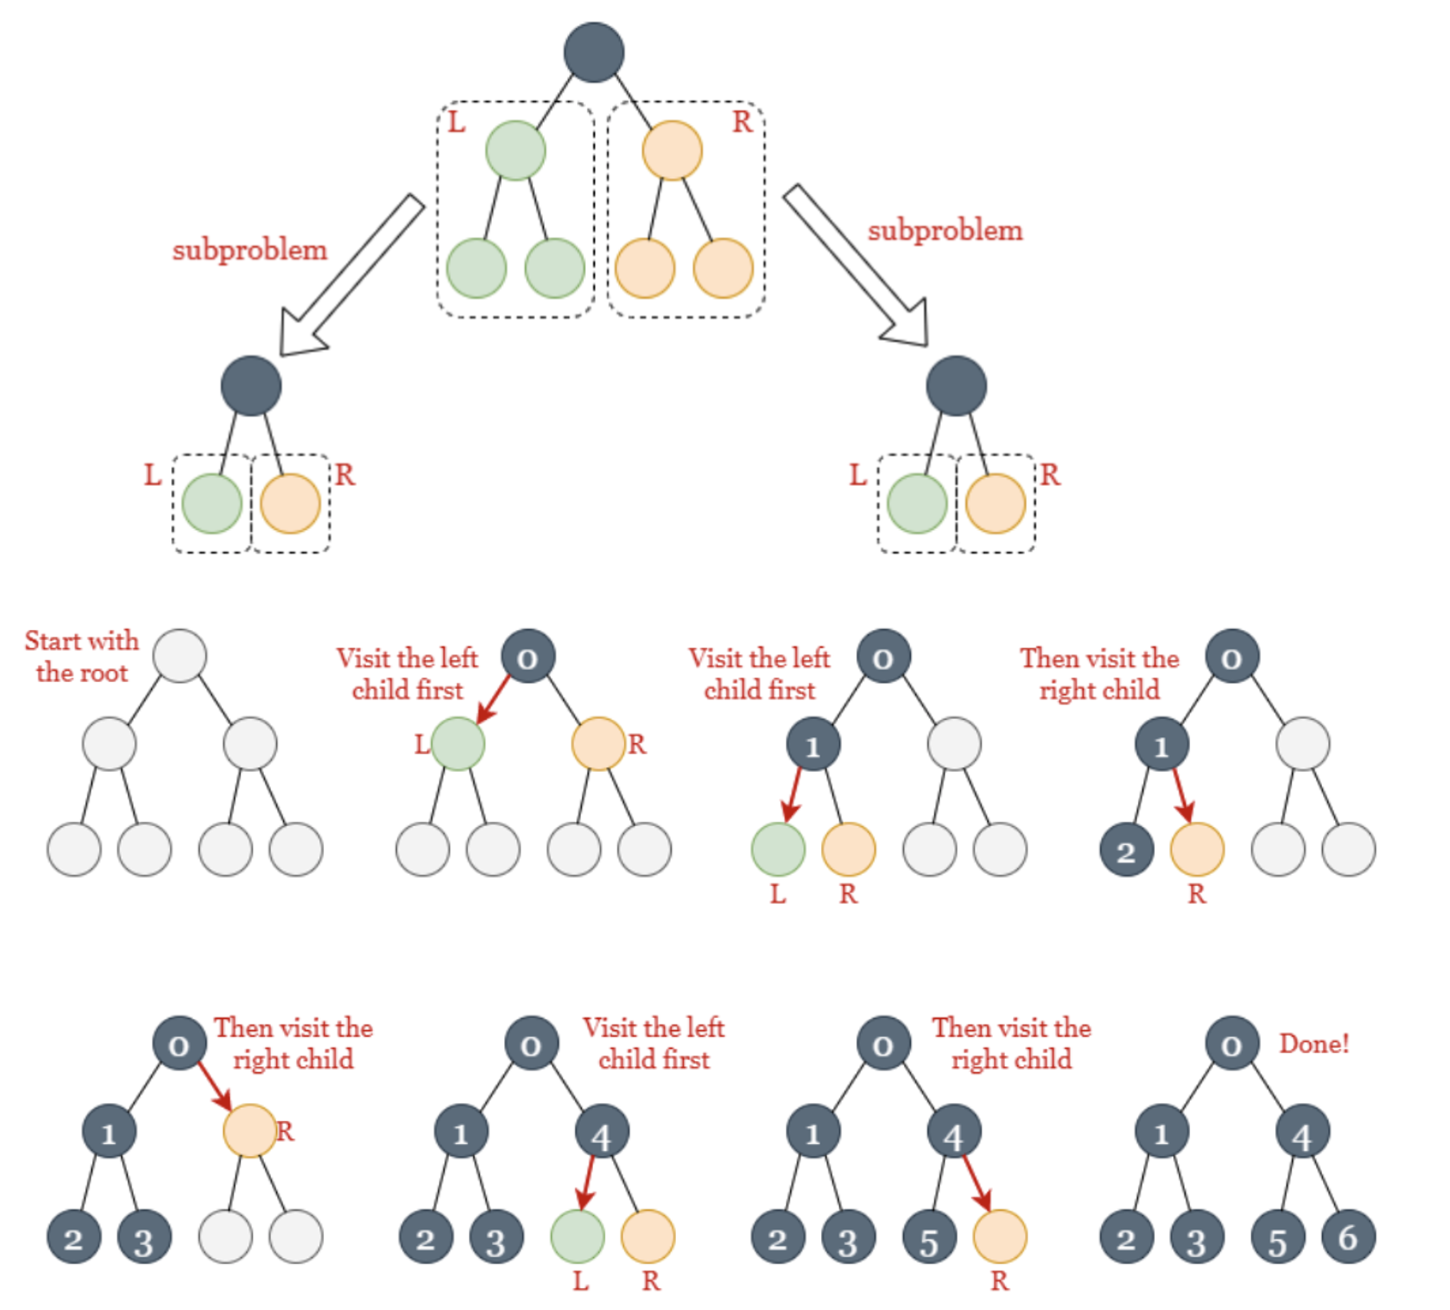 L
R
subproblem
subproblem
L
R
L
R
Start with
the root
Visit the left
child first
0
L
R
Visit the left
child first
0
1
L
R
Then visit the
right child
0
1
2
R
0
Then visit the
right child
1
R
2
3
0
Visit the left
child first
1
4
2
3
L
R
0
Then visit the
right child
1
4
2
3
5
R
0
Done!
1
4
2
3
5
6